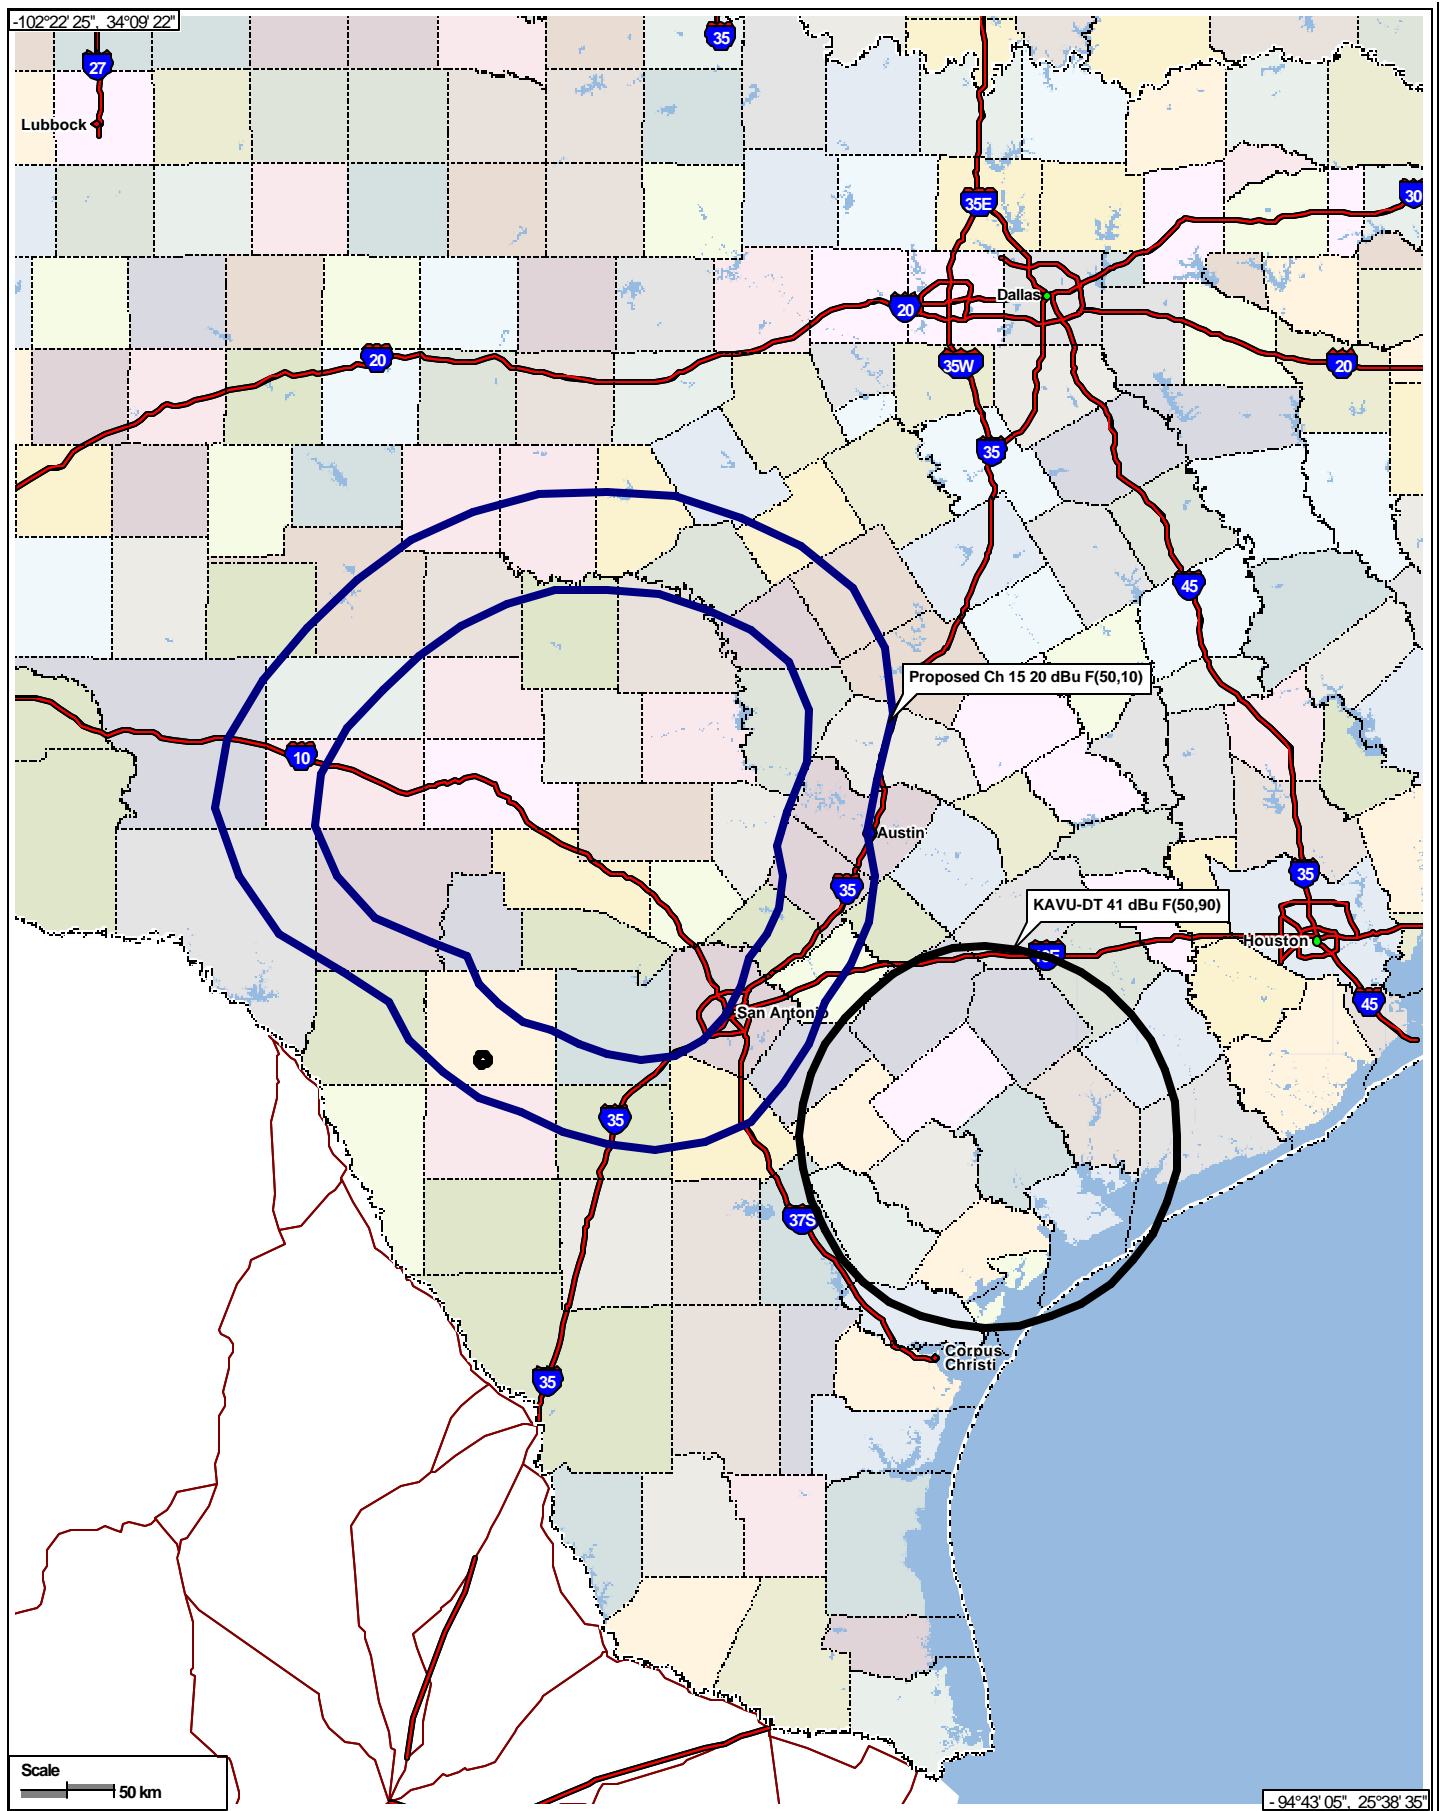 -102°22' 25",  34°09' 22"
35
27
Lubbock
30
35E
Dallas
20
20
35W
20
35
45
Proposed Ch 15 20 dBu F(50,10)
10
Austin
35
35
KAVU-DT 41 dBu F(50,90)
Houston
45
San Antonio
35
37S
Corpus
Christi
35
Scale
50 km
- 94°43' 05",  25°38' 35"